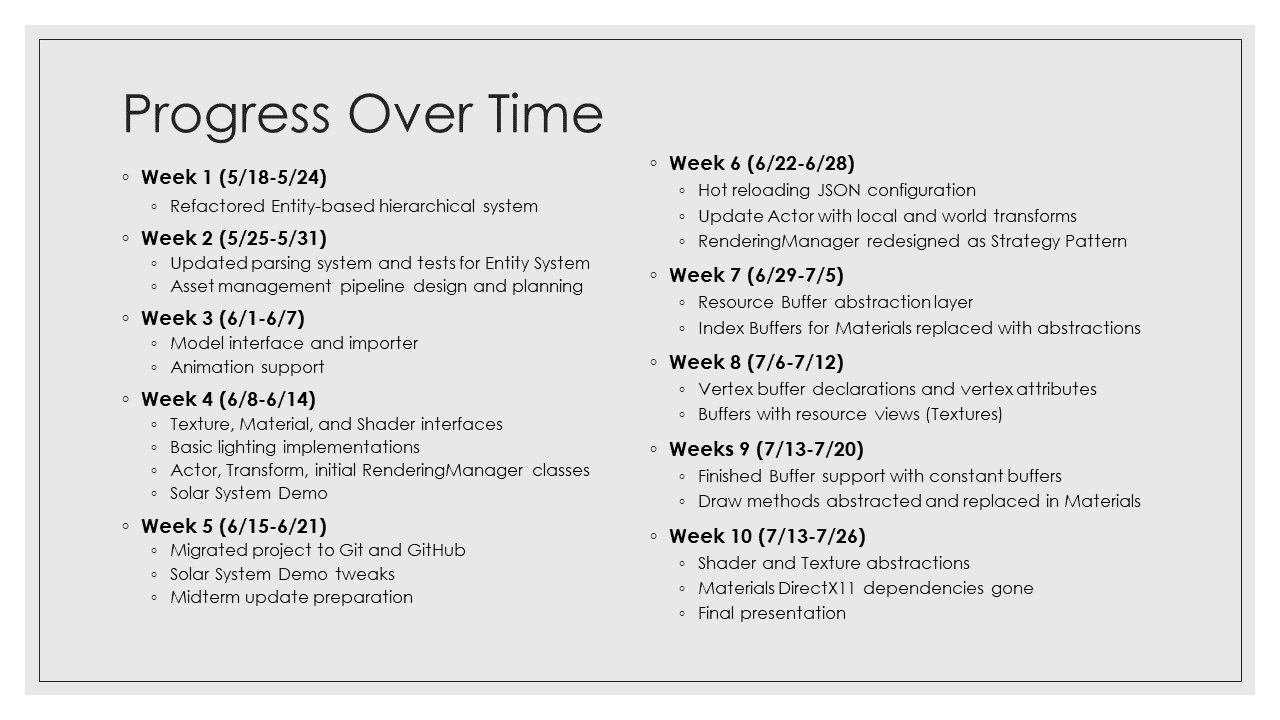 Progress Over Time
◦ Week 1 (5/18-5/24)
◦ Refactored Entity-based hierarchical system
◦ Week 2 (5/25-5/31)
◦ Updated parsing system and tests for Entity System
◦ Asset management pipeline design and planning
◦ Week 3 (6/1-6/7)
◦ Model interface and importer
◦ Animation support
◦ Week 4 (6/8-6/14)
◦ Texture, Material, and Shader interfaces
◦ Basic lighting implementations
◦ Actor, Transform, initial RenderingManager classes
◦ Solar System Demo
◦ Week 5 (6/15-6/21)
◦ Migrated project to Git and GitHub
◦ Solar System Demo tweaks
◦ Midterm update preparation
◦ Week 6 (6/22-6/28)
◦ Hot reloading JSON configuration
◦ Update Actor with local and world transforms
◦ RenderingManager redesigned as Strategy Pattern
◦ Week 7 (6/29-7/5)
◦ Resource Buffer abstraction layer
◦ Index Buffers for Materials replaced with abstractions
◦ Week 8 (7/6-7/12)
◦ Vertex buffer declarations and vertex attributes
◦ Buffers with resource views (Textures)
◦ Weeks 9 (7/13-7/20)
◦ Finished Buffer support with constant buffers
◦ Draw methods abstracted and replaced in Materials
◦ Week 10 (7/13-7/26)
◦ Shader and Texture abstractions
◦ Materials DirectX11 dependencies gone
◦ Final presentation